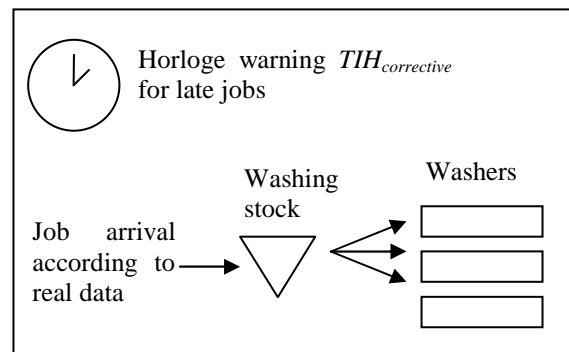 Horloge warning TIHcorrective
for late jobs
Washing
stock
Washers
Job arrival
according to
real data